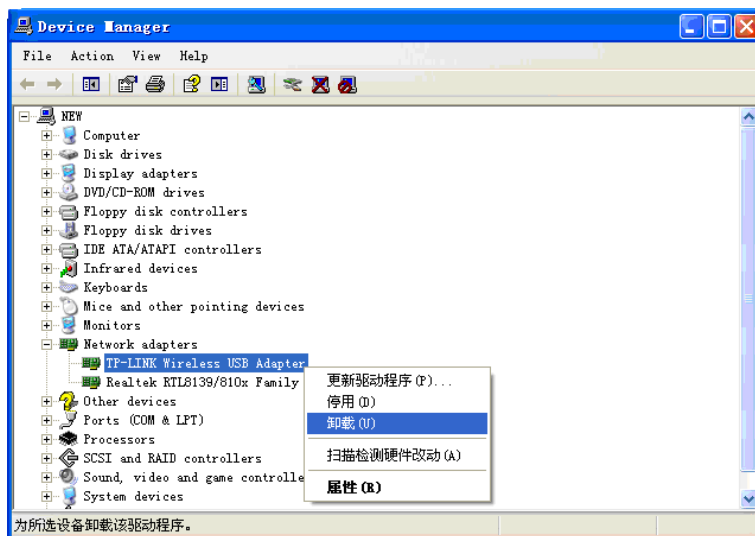 Device Manager
File Action View Help
NEW
Computer
Disk drives
Display adapters
DVD/CD-ROM drives
Floppy disk controllers
Floppy disk drives
IDE ATA/ATAPI controllers
Infrared devices
Keyboards
Mice and other pointing devices
Monitors
Network adapters
TP-LINK Wireless USB Adapter
Realtek RTL8139/810x Family
Other devices
Ports (COM & LPT)
Processors
SCSI and RAID controllers
Sound, video and game controlle
System devices
更新驱动程序(P)...
停用(D)
卸载(U)
扫描检测硬件改动(A)
属性(R)
为所选设备卸载该驱动程序。